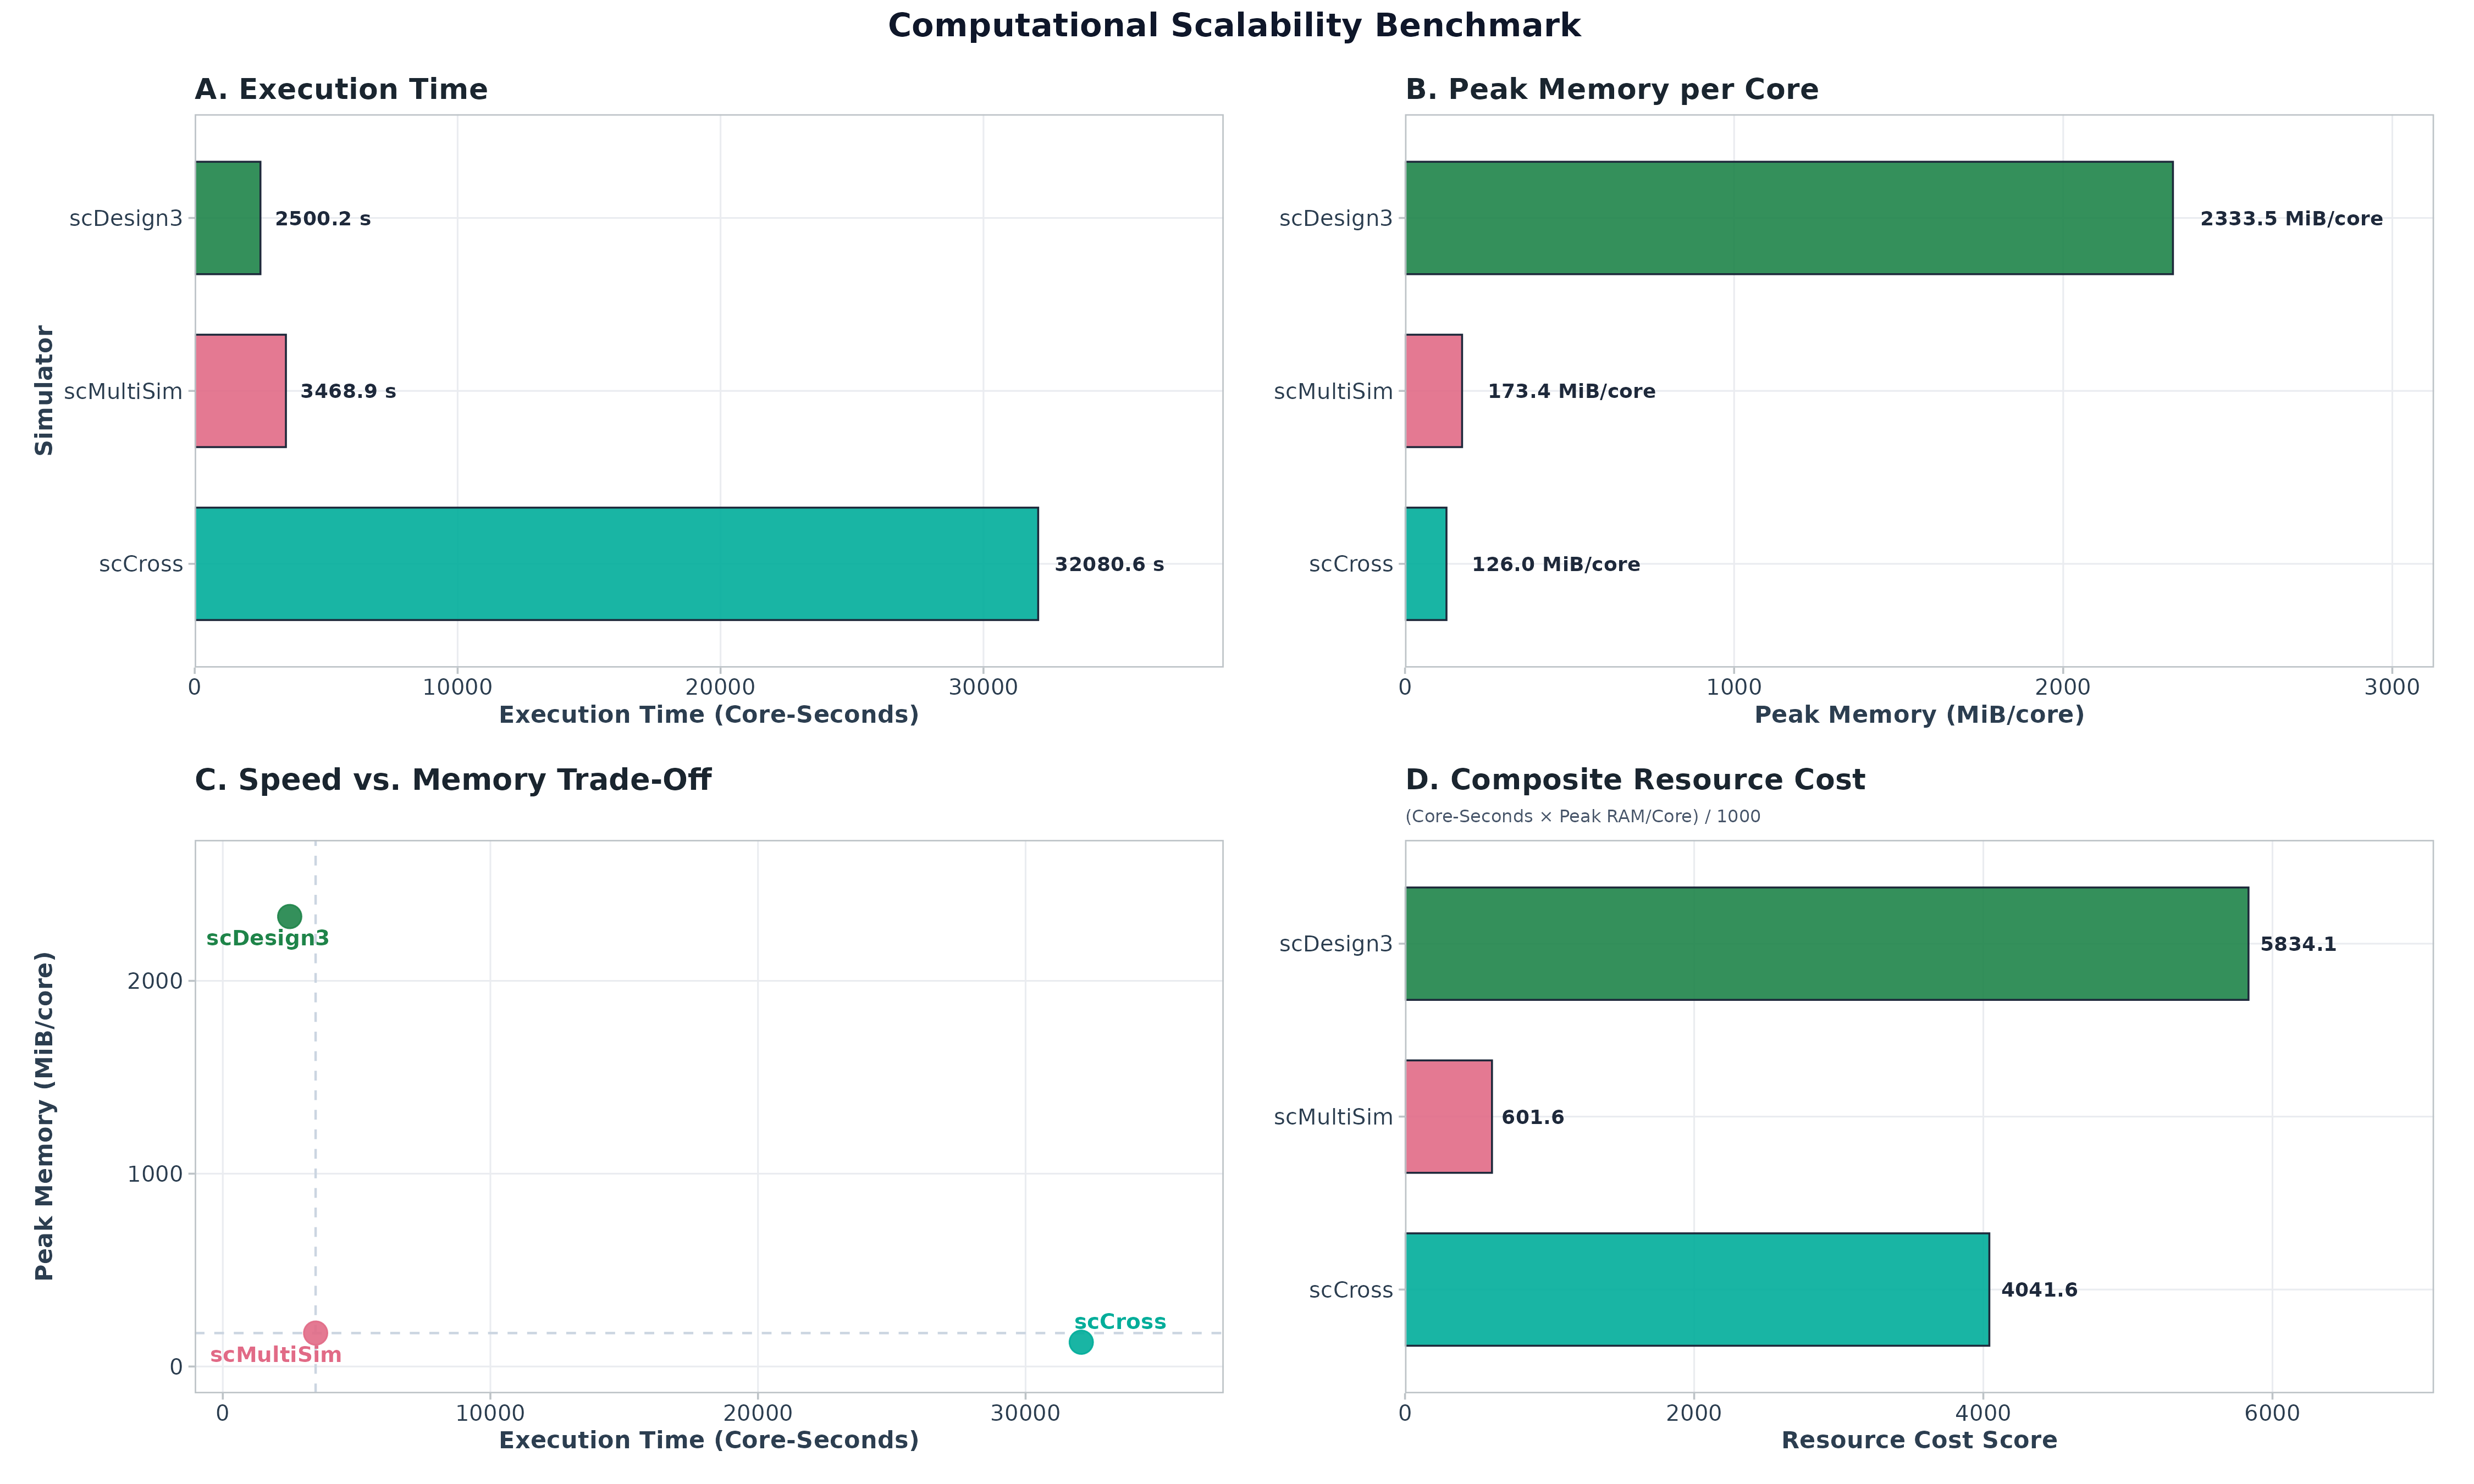 Computational Scalability Benchmark
A. Execution Time
Simulator
scDesign3
2500.2 s
scMultiSim
3468.9 s
scCross
32080.6 s
0 10000 20000 30000
Execution Time (Core-Seconds)
B. Peak Memory per Core
scDesign3
2333.5 MiB/core
scMultiSim
173.4 MiB/core
scCross
126.0 MiB/core
0 1000 2000 3000
Peak Memory (MiB/core)
C. Speed vs. Memory Trade-Off
Peak Memory (MiB/core)
2000
1000
0
scDesign3
scCross
scMultiSim
0 10000 20000 30000
Execution Time (Core-Seconds)
D. Composite Resource Cost
(Core-Seconds × Peak RAM/Core) / 1000
scDesign3
5834.1
scMultiSim
601.6
scCross
4041.6
0 2000 4000 6000
Resource Cost Score